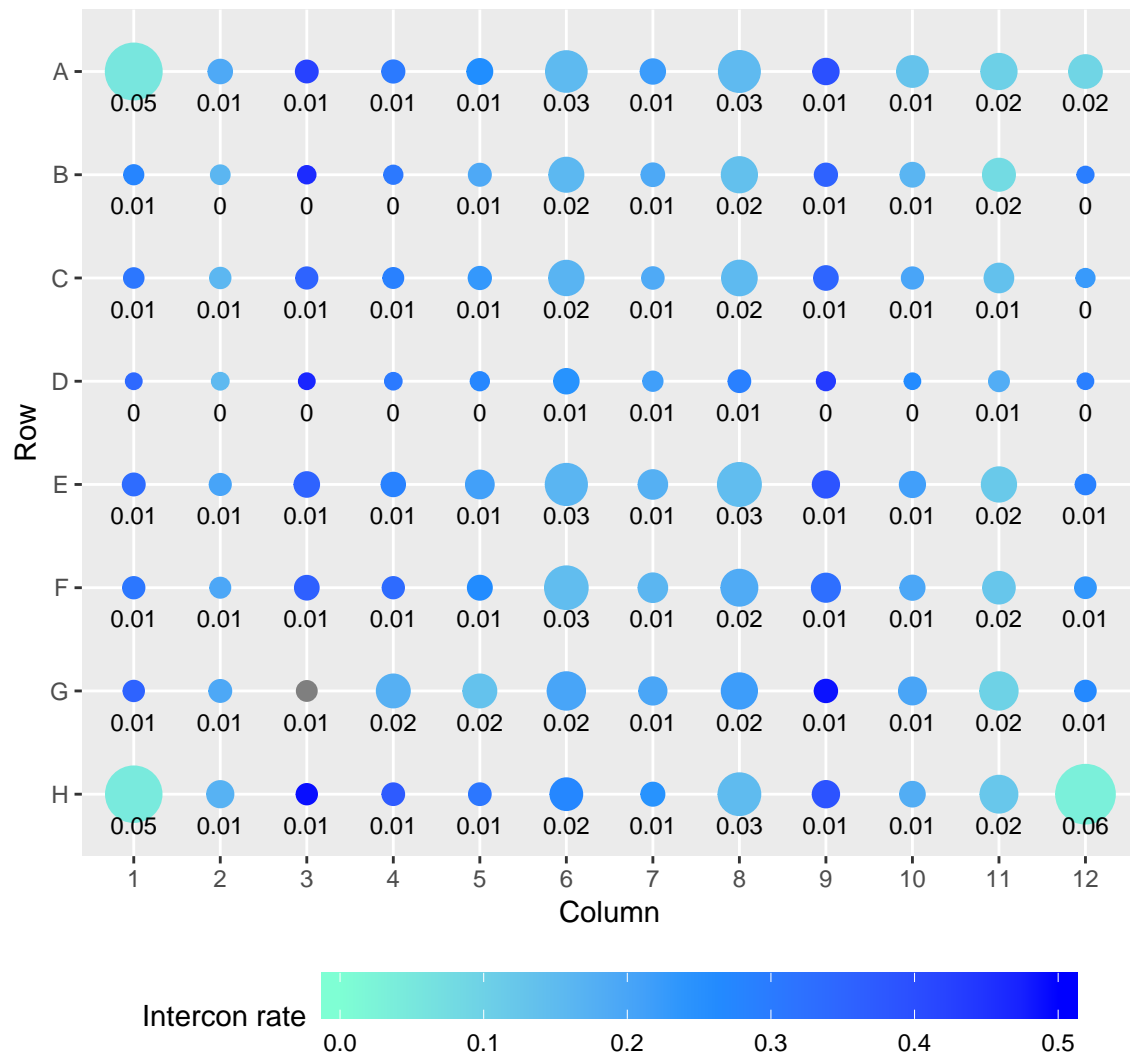 A
0.05 0.01 0.01 0.01 0.01 0.03 0.01 0.03 0.01 0.01 0.02 0.02
B
0.01 0 0 0 0.01 0.02 0.01 0.02 0.01 0.01 0.02 0
C
0.01 0.01 0.01 0.01 0.01 0.02 0.01 0.02 0.01 0.01 0.01 0
D
0 0 0 0 0 0.01 0.01 0.01 0 0 0.01 0
Row
E
0.01 0.01 0.01 0.01 0.01 0.03 0.01 0.03 0.01 0.01 0.02 0.01
F
0.01 0.01 0.01 0.01 0.01 0.03 0.01 0.02 0.01 0.01 0.02 0.01
G
0.01 0.01 0.01 0.02 0.02 0.02 0.01 0.02 0.01 0.01 0.02 0.01
H
0.05 0.01 0.01 0.01 0.01 0.02 0.01 0.03 0.01 0.01 0.02 0.06
1 2 3 4 5 6 7 8 9 10 11 12
Column
Intercon rate
0.0 0.1 0.2 0.3 0.4 0.5